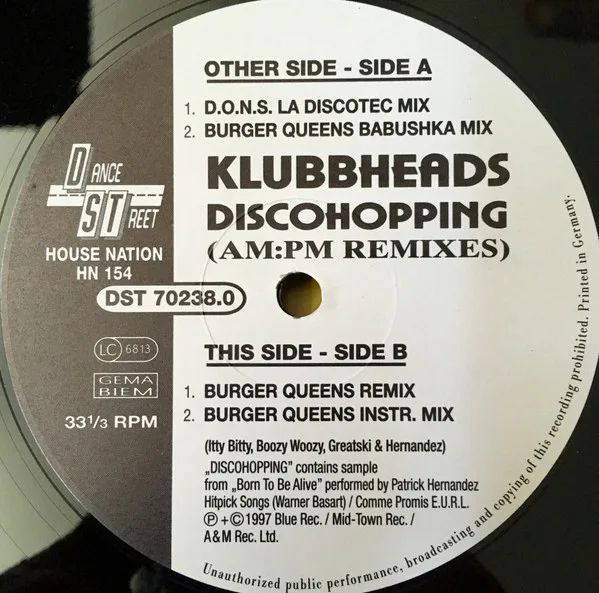 OTHER SIDE - SIDE A
1. D.O.N.S. LA DISCOTEC MIX
2. BURGER QUEENS BABUSHKA MIX
KLUBBHEADS
DISCOHOPPING
(AM:PM REMIXES)
DANCE
STREET
HOUSE NATION
HN 154
DST 70238.0
LC 6813
GEMA
BIEM
33 1/3 RPM
THIS SIDE - SIDE B
1. BURGER QUEENS REMIX
2. BURGER QUEENS INSTR. MIX
(Itty Bitty, Boozy Woozy, Greatski & Hernandez)
„DISCOHOPPING" contains sample
from „Born To Be Alive" performed by Patrick Hernandez
Hitpick Songs (Warner Basart) / Comme Promis E.U.R.L.
℗ + © 1997 Blue Rec. / Mid-Town Rec. /
A & M Rec. Ltd.
Unauthorized public performance, broadcasting and copying of this recording prohibited. Printed in Germany.